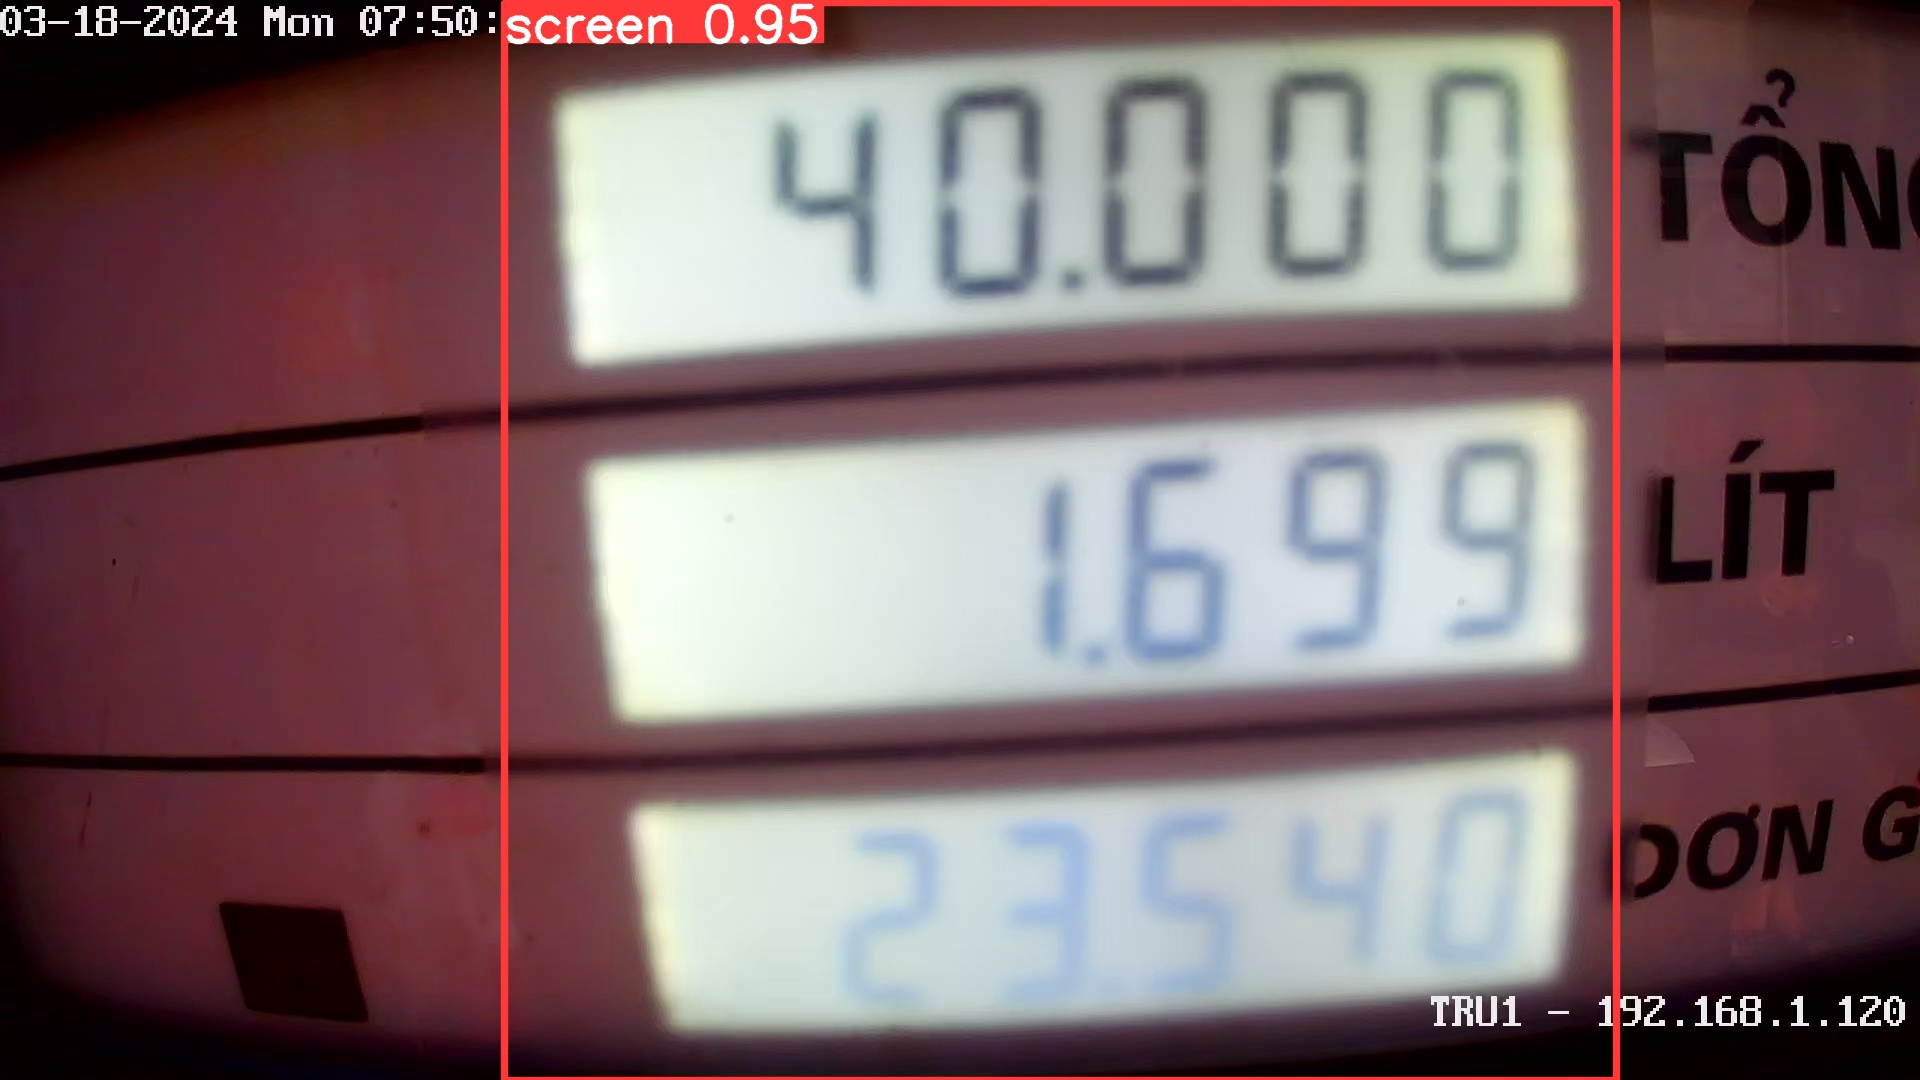 03-18-2024 Mon 07:50:
screen 0.95
40.000 TỔNG
1.699 LÍT
23.540 ĐƠN G
TRU1 - 192.168.1.120